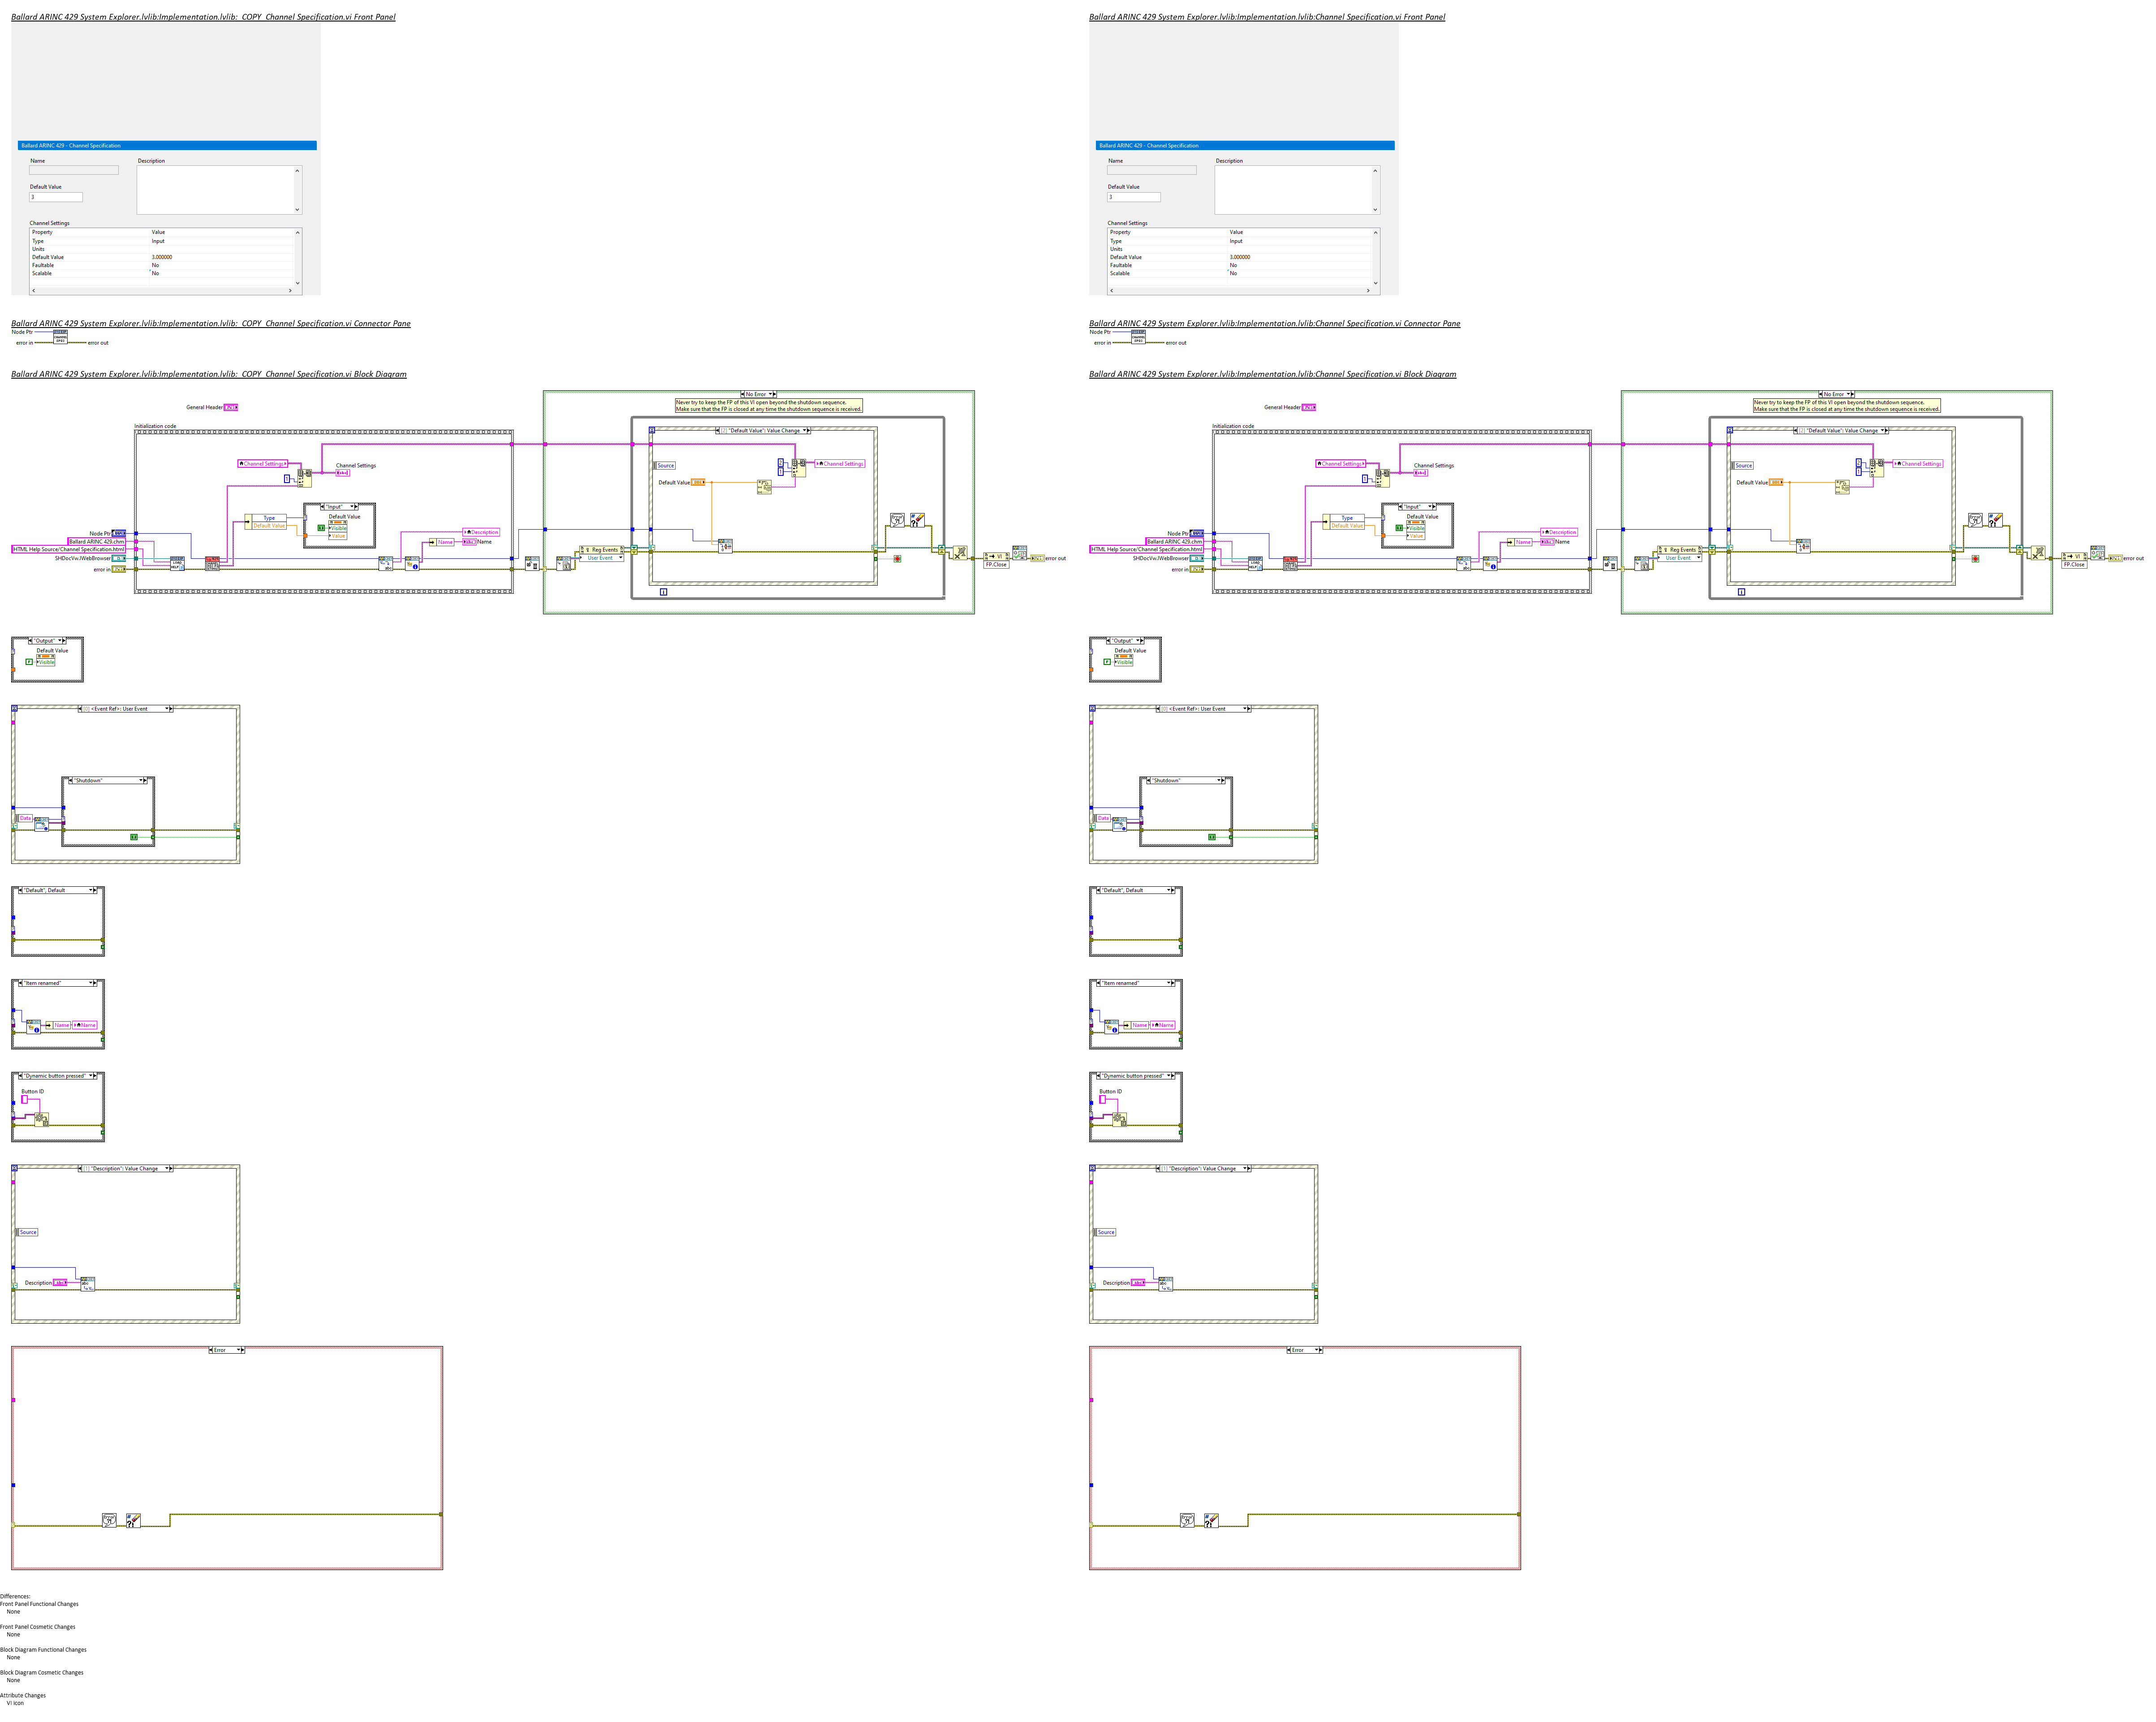 Ballard ARINC 429 System Explorer.lvlib:Implementation.lvlib:_COPY_Channel Specification.vi Front Panel
Ballard ARINC 429 - Channel Specification
Name
Description
Default Value
3
Channel Settings
Property Value
Type Input
Units
Default Value 3.000000
Faultable No
Scalable No
Ballard ARINC 429 System Explorer.lvlib:Implementation.lvlib:_COPY_Channel Specification.vi Connector Pane
Node Ptr
error in
error out
Ballard ARINC 429 System Explorer.lvlib:Implementation.lvlib:_COPY_Channel Specification.vi Block Diagram
General Header
Initialization code
Channel Settings
Channel Settings
"Input"
Type
Default Value
Default Value
Visible
Value
Node Ptr
Ballard ARINC 429.chm
HTML Help Source/Channel Specification.html
SHDocVw.IWebBrowser
error in
Description
Name
Name
No Error
Never try to keep the FP of this VI open beyond the shutdown sequence.
Make sure that the FP is closed at any time the shutdown sequence is received.
[2] "Default Value": Value Change
Source
Default Value
Channel Settings
Reg Events
User Event
VI
FP.Close
error out
"Output"
Default Value
Visible
[0] <Event Ref>: User Event
"Shutdown"
Data
"Default", Default
"Item renamed"
Name
Name
"Dynamic button pressed"
Button ID
[1] "Description": Value Change
Source
Description
Error
Differences:
Front Panel Functional Changes
None
Front Panel Cosmetic Changes
None
Block Diagram Functional Changes
None
Block Diagram Cosmetic Changes
None
Attribute Changes
VI icon
Ballard ARINC 429 System Explorer.lvlib:Implementation.lvlib:Channel Specification.vi Front Panel
Ballard ARINC 429 - Channel Specification
Name
Description
Default Value
3
Channel Settings
Property Value
Type Input
Units
Default Value 3.000000
Faultable No
Scalable No
Ballard ARINC 429 System Explorer.lvlib:Implementation.lvlib:Channel Specification.vi Connector Pane
Node Ptr
error in
error out
Ballard ARINC 429 System Explorer.lvlib:Implementation.lvlib:Channel Specification.vi Block Diagram
General Header
Initialization code
Channel Settings
Channel Settings
"Input"
Type
Default Value
Default Value
Visible
Value
Node Ptr
Ballard ARINC 429.chm
HTML Help Source/Channel Specification.html
SHDocVw.IWebBrowser
error in
Description
Name
Name
No Error
Never try to keep the FP of this VI open beyond the shutdown sequence.
Make sure that the FP is closed at any time the shutdown sequence is received.
[2] "Default Value": Value Change
Source
Default Value
Channel Settings
Reg Events
User Event
VI
FP.Close
error out
"Output"
Default Value
Visible
[0] <Event Ref>: User Event
"Shutdown"
Data
"Default", Default
"Item renamed"
Name
Name
"Dynamic button pressed"
Button ID
[1] "Description": Value Change
Source
Description
Error